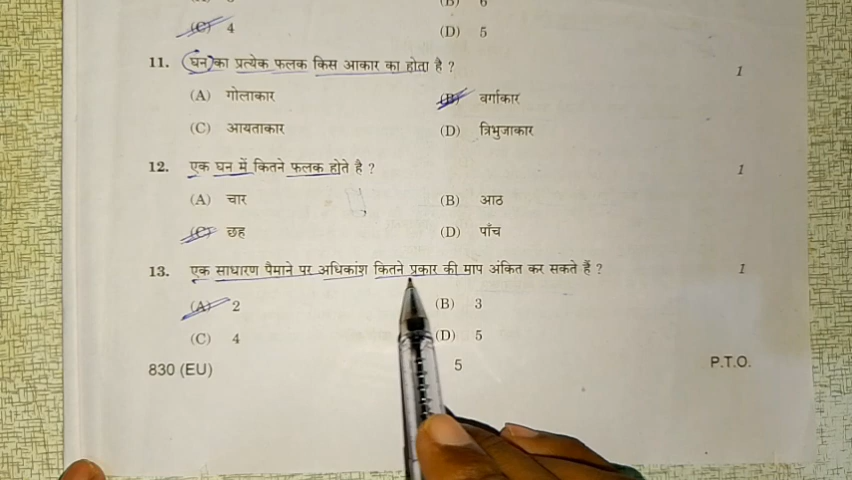 (B) 6
(C) 4 (D) 5
11. घन का प्रत्येक फलक किस आकार का होता है ? 1
(A) गोलाकार (B) वर्गाकार
(C) आयताकार (D) त्रिभुजाकार
12. एक घन में कितने फलक होते है ? 1
(A) चार (B) आठ
(C) छह (D) पाँच
13. एक साधारण पैमाने पर अधिकांश कितने प्रकार की माप अंकित कर सकते हैं ? 1
(A) 2 (B) 3
(C) 4 (D) 5
830 (EU) 5 P.T.O.